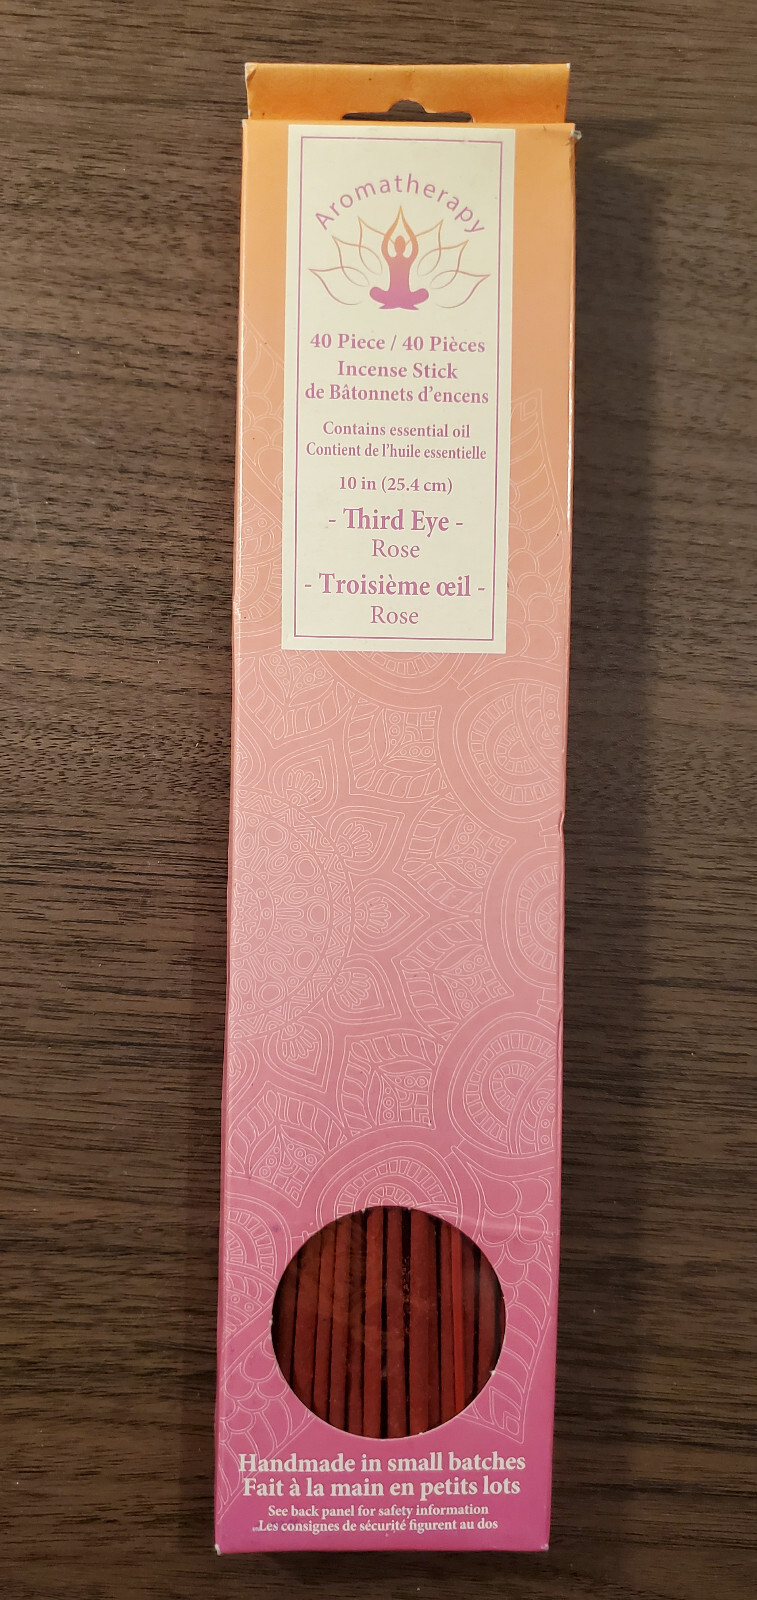 Aromatherapy
40 Piece / 40 Pièces
Incense Stick
de Bâtonnets d'encens
Contains essential oil
Contient de l'huile essentielle
10 in (25.4 cm)
- Third Eye -
Rose
- Troisième œil -
Rose
Handmade in small batches
Fait à la main en petits lots
See back panel for safety information
Les consignes de sécurité figurent au dos